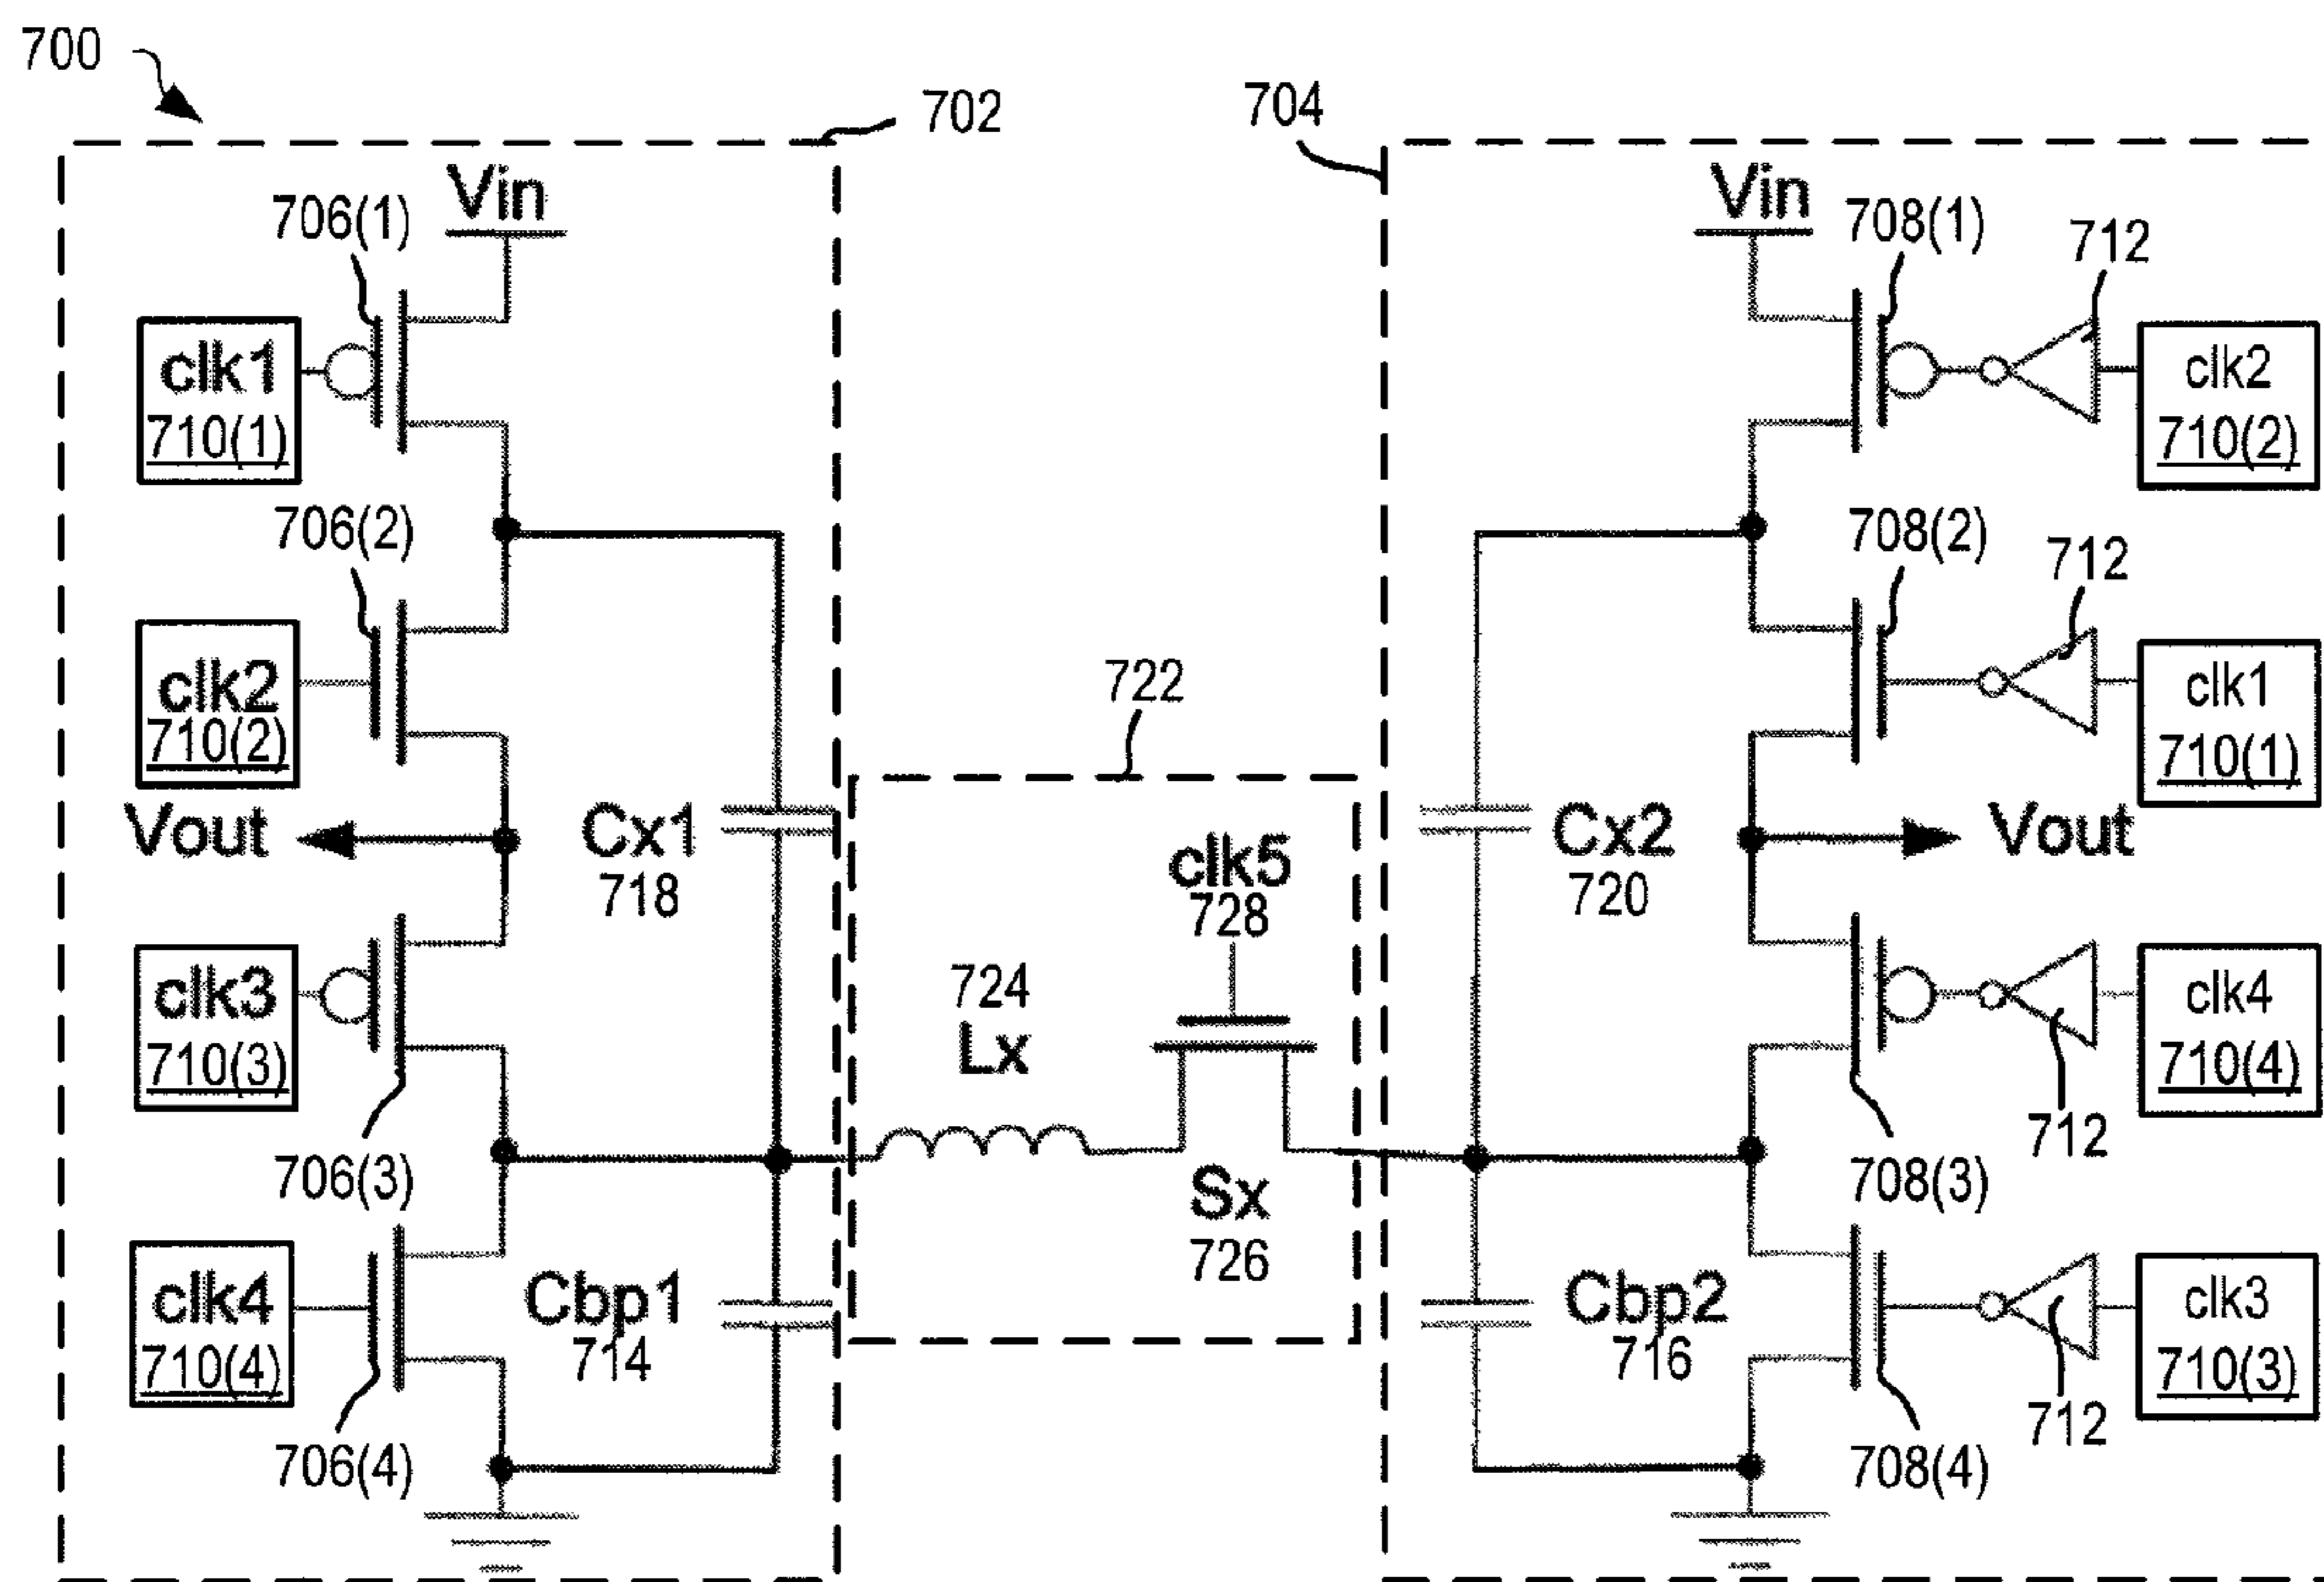 700
702
704
Vin
706(1)
clk1
710(1)
706(2)
clk2
710(2)
Vout
Cx1
718
clk3
710(3)
706(3)
clk4
710(4)
706(4)
Cbp1
714
722
clk5
728
724
Lx
Sx
726
Vin
708(1)
712
clk2
710(2)
708(2)
712
clk1
710(1)
Cx2
720
Vout
clk4
710(4)
712
708(3)
Cbp2
716
clk3
710(3)
712
708(4)